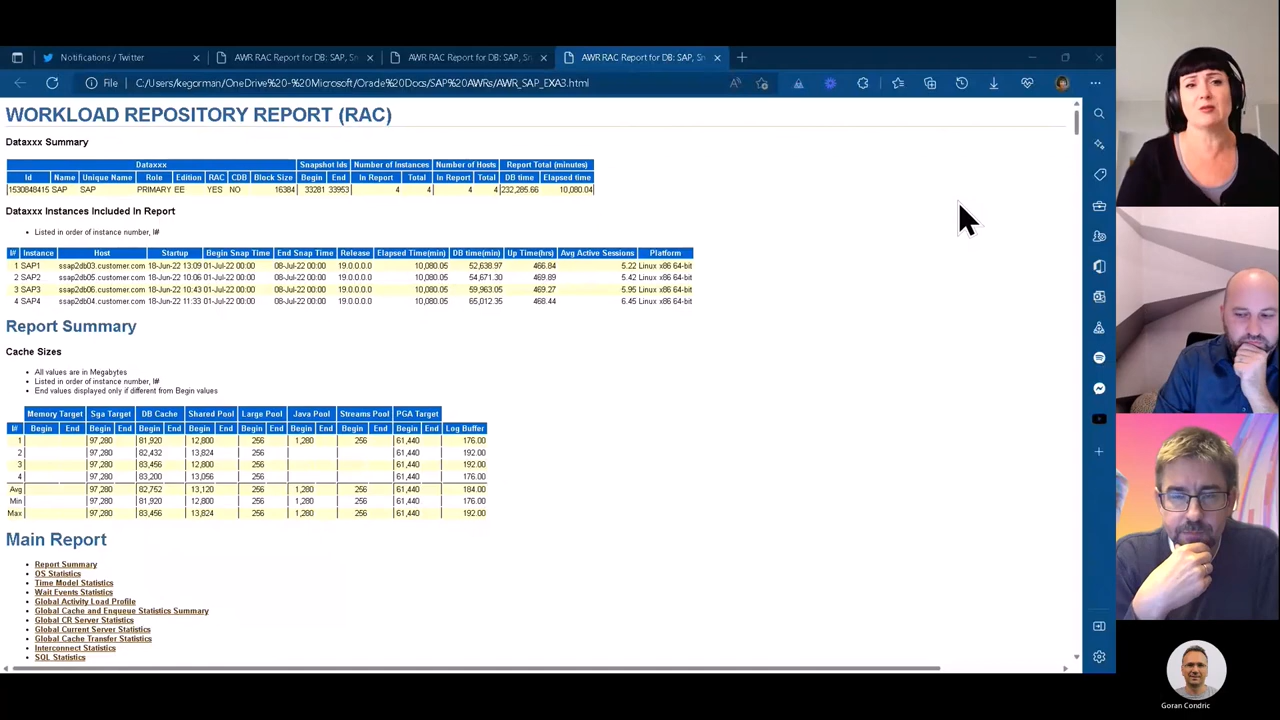 Notifications / Twitter
AWR RAC Report for DB: SAP, Sn
AWR RAC Report for DB: SAP, Sn
AWR RAC Report for DB: SAP, Sn
File
C:/Users/kegorman/OneDrive%20-%20Microsoft/Oracle%20Docs/SAP%20AWRs/AWR_SAP_EXA3.html
WORKLOAD REPOSITORY REPORT (RAC)
Dataxxx Summary
Dataxxx Snapshot Ids Number of Instances Number of Hosts Report Total (minutes)
Id Name Unique Name Role Edition RAC CDB Block Size Begin End In Report Total In Report Total DB time Elapsed time
1530848415 SAP SAP PRIMARY EE YES NO 16384 33281 33953 4 4 4 4 232,285.66 10,080.04
Dataxxx Instances Included In Report
Listed in order of instance number, I#
I# Instance Host Startup Begin Snap Time End Snap Time Release Elapsed Time(min) DB time(min) Up Time(hrs) Avg Active Sessions Platform
1 SAP1 ssap2db03.customer.com 18-Jun-22 13:09 01-Jul-22 00:00 08-Jul-22 00:00 19.0.0.0.0 10,080.05 52,638.97 466.84 5.22 Linux x86 64-bit
2 SAP2 ssap2db05.customer.com 18-Jun-22 10:06 01-Jul-22 00:00 08-Jul-22 00:00 19.0.0.0.0 10,080.05 54,671.30 469.89 5.42 Linux x86 64-bit
3 SAP3 ssap2db06.customer.com 18-Jun-22 10:43 01-Jul-22 00:00 08-Jul-22 00:00 19.0.0.0.0 10,080.05 59,963.05 469.27 5.95 Linux x86 64-bit
4 SAP4 ssap2db04.customer.com 18-Jun-22 11:33 01-Jul-22 00:00 08-Jul-22 00:00 19.0.0.0.0 10,080.05 65,012.35 468.44 6.45 Linux x86 64-bit
Report Summary
Cache Sizes
All values are in Megabytes
Listed in order of instance number, I#
End values displayed only if different from Begin values
Memory Target Sga Target DB Cache Shared Pool Large Pool Java Pool Streams Pool PGA Target
I# Begin End Begin End Begin End Begin End Begin End Begin End Begin End Begin End Log Buffer
1 97,280 81,920 12,800 256 1,280 256 61,440 176.00
2 97,280 82,432 13,824 256 61,440 192.00
3 97,280 83,456 12,800 256 61,440 192.00
4 97,280 83,200 13,056 256 61,440 176.00
Avg 97,280 82,752 13,120 256 1,280 256 61,440 184.00
Min 97,280 81,920 12,800 256 1,280 256 61,440 176.00
Max 97,280 83,456 13,824 256 1,280 256 61,440 192.00
Main Report
Report Summary
OS Statistics
Time Model Statistics
Wait Events Statistics
Global Activity Load Profile
Global Cache and Enqueue Statistics Summary
Global CR Server Statistics
Global Current Server Statistics
Global Cache Transfer Statistics
Interconnect Statistics
SQL Statistics
Goran Condric